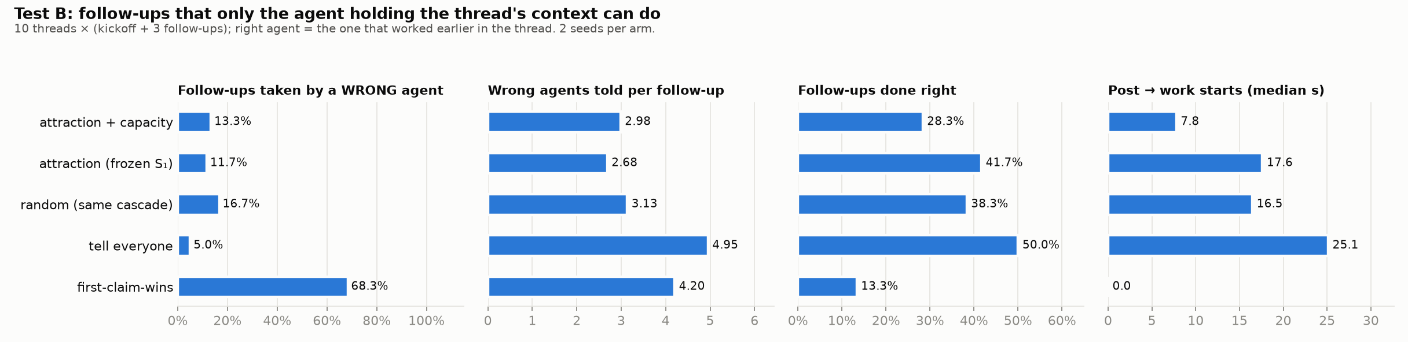 Test B: follow-ups that only the agent holding the thread's context can do
10 threads × (kickoff + 3 follow-ups); right agent = the one that worked earlier in the thread. 2 seeds per arm.
Follow-ups taken by a WRONG agent
attraction + capacity
13.3%
attraction (frozen S₁)
11.7%
random (same cascade)
16.7%
tell everyone
5.0%
first-claim-wins
68.3%
0% 20% 40% 60% 80% 100%
Wrong agents told per follow-up
2.98
2.68
3.13
4.95
4.20
0 1 2 3 4 5 6
Follow-ups done right
28.3%
41.7%
38.3%
50.0%
13.3%
0% 10% 20% 30% 40% 50% 60%
Post → work starts (median s)
7.8
17.6
16.5
25.1
0.0
0 5 10 15 20 25 30